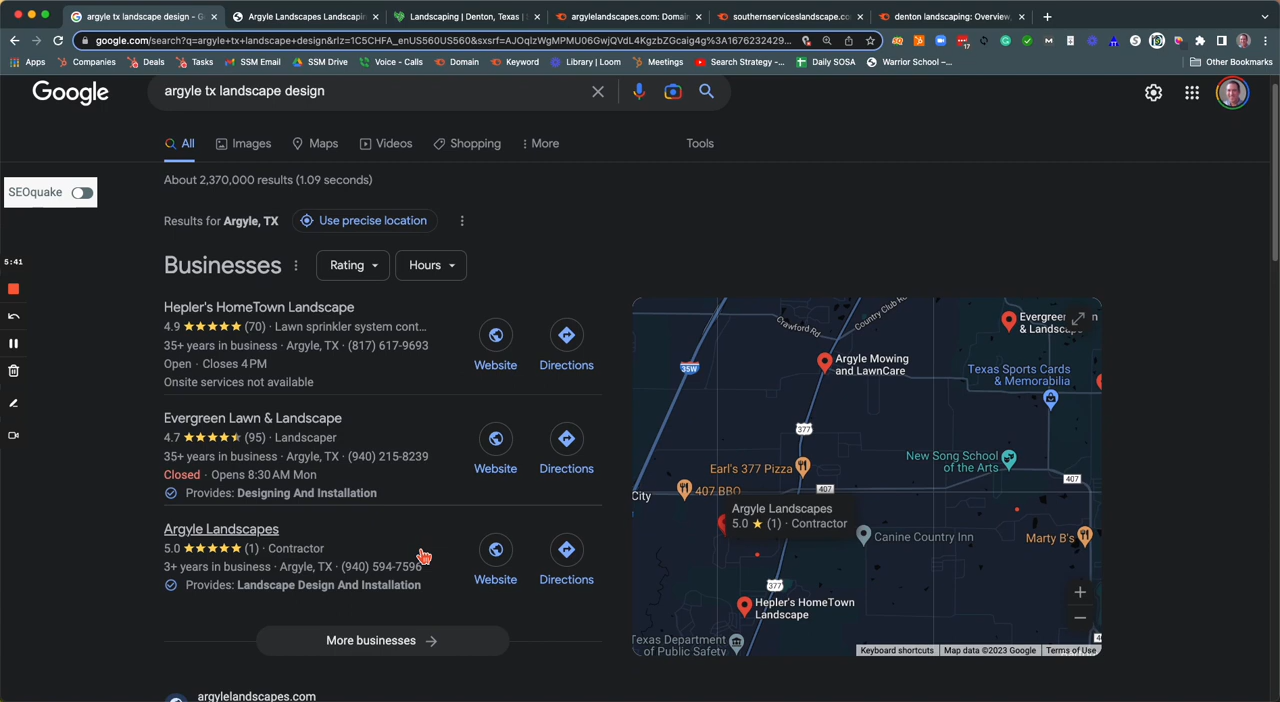 argyle tx landscape design - G
Argyle Landscapes Landscapin
Landscaping | Denton, Texas | S
argylelandscapes.com: Domai
southernserviceslandscape.co
denton landscaping: Overview,
google.com/search?q=argyle+tx+landscape+design&rlz=1C5CHFA_enUS560US560&sxsrf=AJOqlzWgMPMU06GwjQVdL4KgzbZGcaig4g%3A1676232429...
17
Apps
Companies
Deals
Tasks
SSM Email
SSM Drive
Voice - Calls
Domain
Keyword
Library | Loom
Meetings
Search Strategy -...
Daily SOSA
Warrior School –...
Other Bookmarks
Google
argyle tx landscape design
All
Images
Maps
Videos
Shopping
More
Tools
About 2,370,000 results (1.09 seconds)
SEOquake
Results for Argyle, TX
Use precise location
5:41
Businesses
Rating
Hours
Hepler's HomeTown Landscape
4.9 (70) · Lawn sprinkler system cont...
35+ years in business · Argyle, TX · (817) 617-9693
Open · Closes 4 PM
Onsite services not available
Website
Directions
Evergreen Lawn & Landscape
4.7 (95) · Landscaper
35+ years in business · Argyle, TX · (940) 215-8239
Closed · Opens 8:30 AM Mon
Provides: Designing And Installation
Website
Directions
Argyle Landscapes
5.0 (1) · Contractor
3+ years in business · Argyle, TX · (940) 594-7596
Provides: Landscape Design And Installation
Website
Directions
More businesses
argylelandscapes.com
Crawford Rd
Country Club Rd
Evergreen
n
& Landscape
35W
Argyle Mowing
and LawnCare
Texas Sports Cards
& Memorabilia
377
New Song School
of the Arts
Earl's 377 Pizza
407
407
407 BBQ
City
Argyle Landscapes
5.0 ★ (1) · Contractor
Canine Country Inn
Marty B's
377
Hepler's HomeTown
Landscape
Texas Department
of Public Safety
Keyboard shortcuts
Map data ©2023 Google
Terms of Use